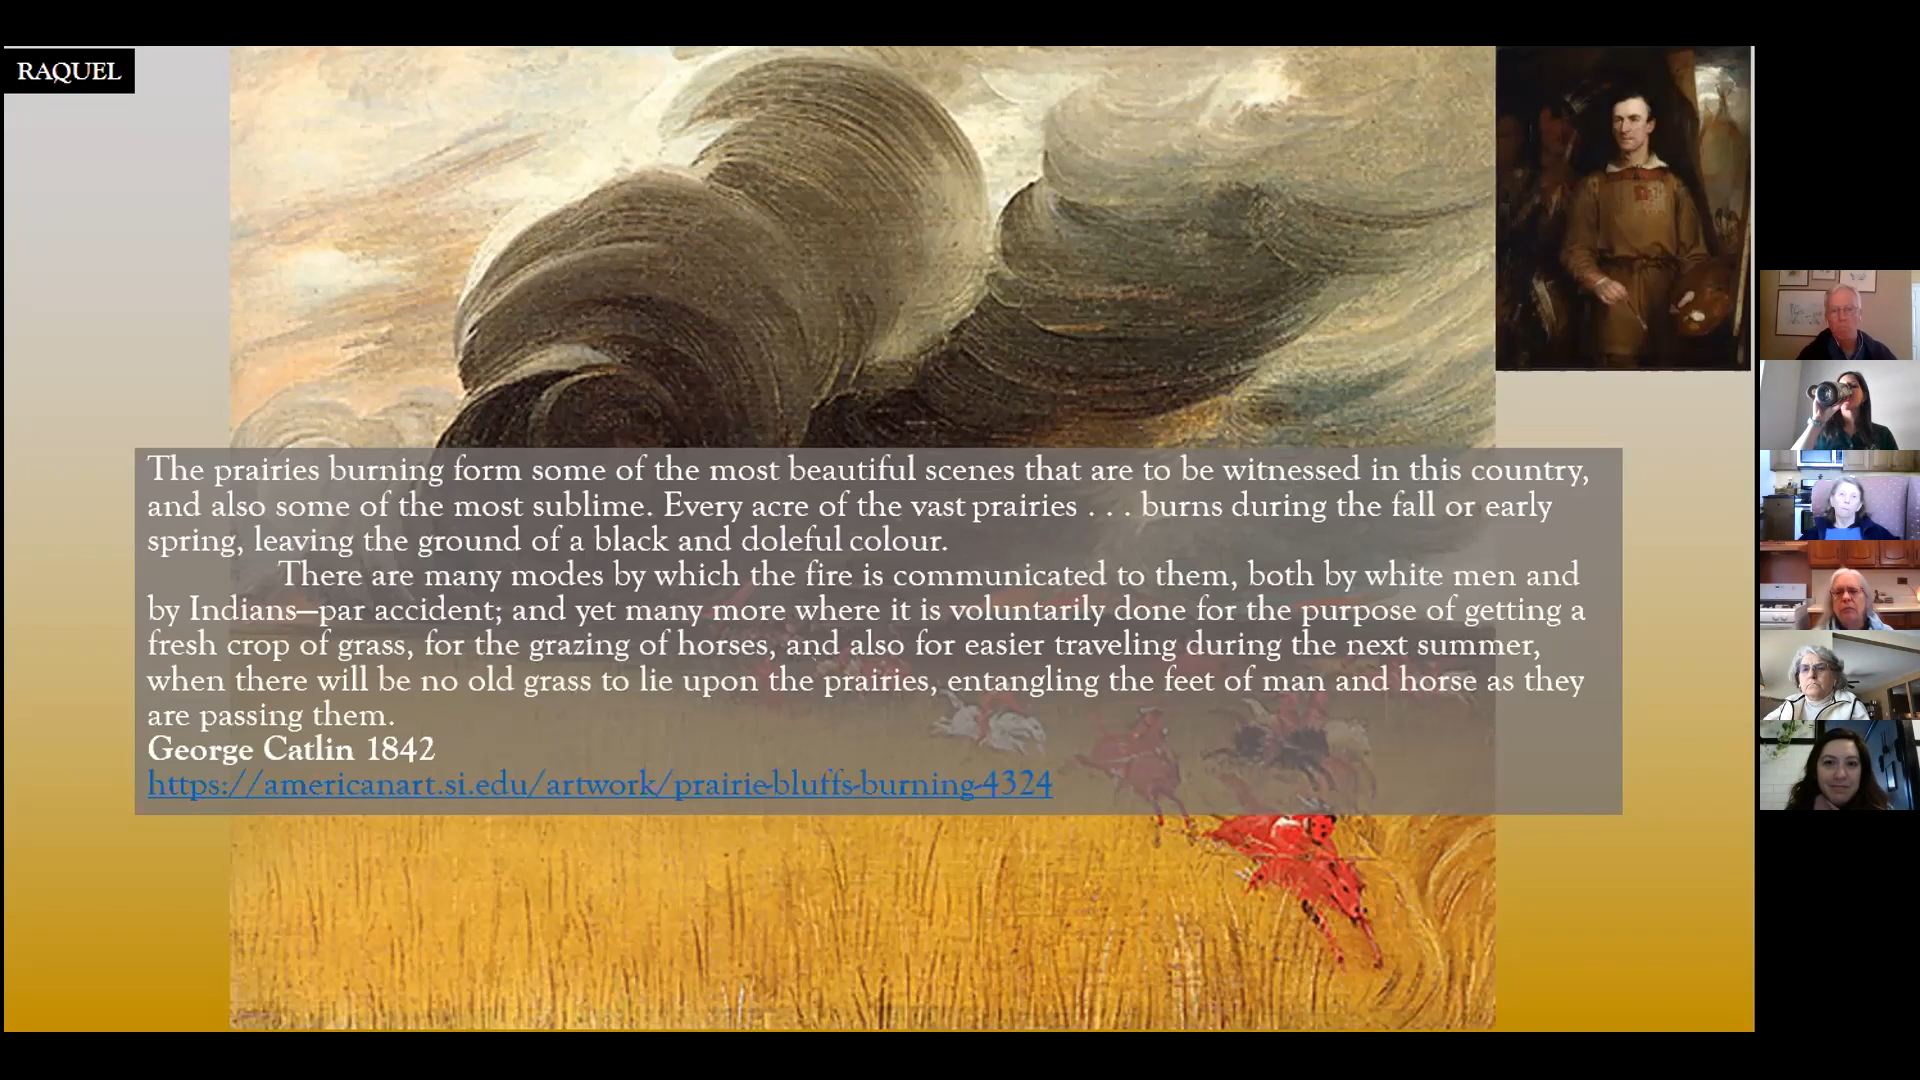 RAQUEL
The prairies burning form some of the most beautiful scenes that are to be witnessed in this country,
and also some of the most sublime. Every acre of the vast prairies . . . burns during the fall or early
spring, leaving the ground of a black and doleful colour.
There are many modes by which the fire is communicated to them, both by white men and
by Indians—par accident; and yet many more where it is voluntarily done for the purpose of getting a
fresh crop of grass, for the grazing of horses, and also for easier traveling during the next summer,
when there will be no old grass to lie upon the prairies, entangling the feet of man and horse as they
are passing them.
George Catlin 1842
https://americanart.si.edu/artwork/prairie-bluffs-burning-4324